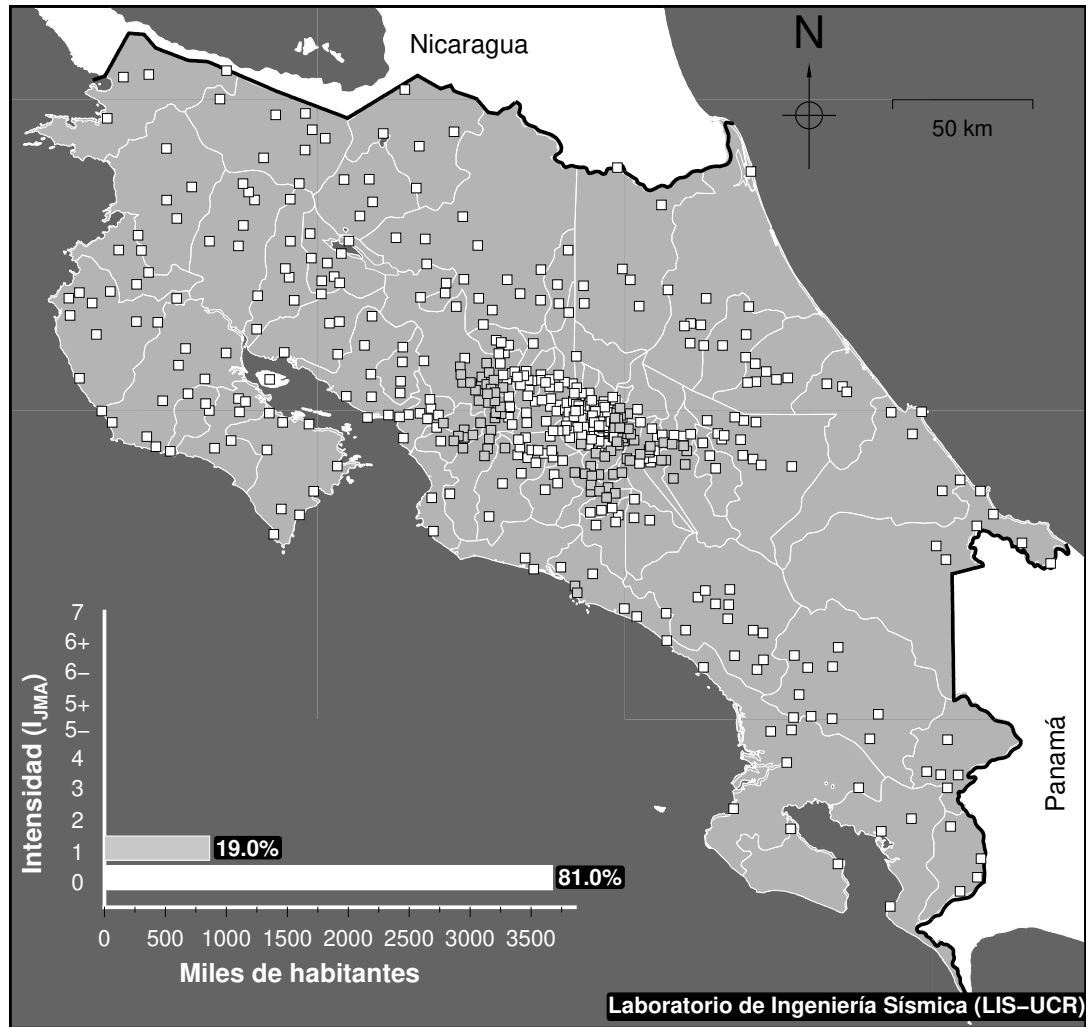 Nicaragua
N
50 km
Panamá
Intensidad (I_JMA)
7
6+
6−
5+
5−
4
3
2
1
0
19.0%
81.0%
0 500 1000 1500 2000 2500 3000 3500
Miles de habitantes
Laboratorio de Ingeniería Sísmica (LIS−UCR)